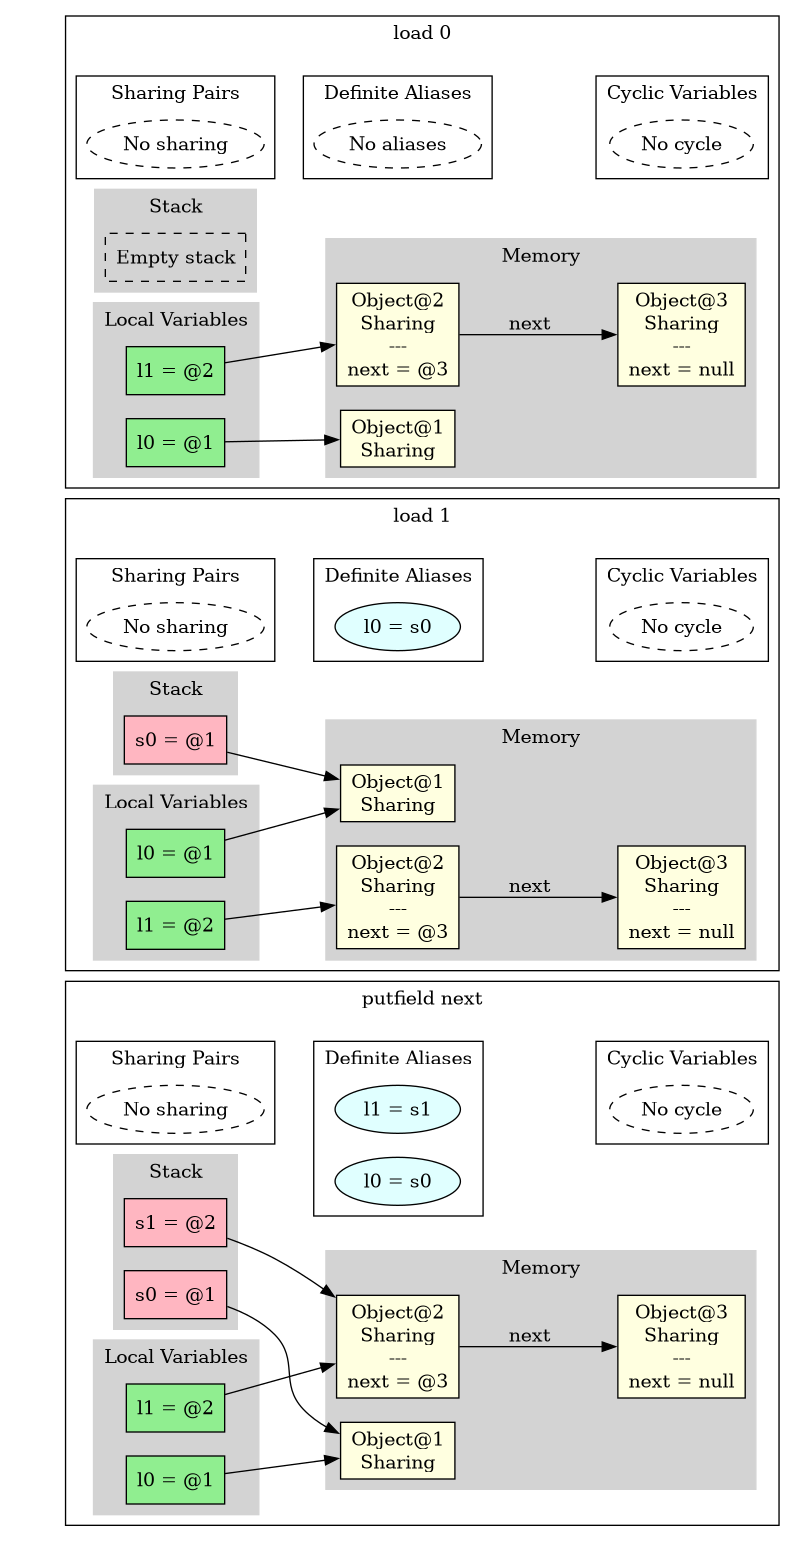 load 0
Sharing Pairs
No sharing
Definite Aliases
No aliases
Cyclic Variables
No cycle
Stack
Empty stack
Local Variables
l1 = @2
l0 = @1
Memory
Object@2
Sharing
---
next = @3
next
Object@3
Sharing
---
next = null
Object@1
Sharing
load 1
Sharing Pairs
No sharing
Definite Aliases
l0 = s0
Cyclic Variables
No cycle
Stack
s0 = @1
Local Variables
l0 = @1
l1 = @2
Memory
Object@1
Sharing
Object@2
Sharing
---
next = @3
next
Object@3
Sharing
---
next = null
putfield next
Sharing Pairs
No sharing
Definite Aliases
l1 = s1
l0 = s0
Cyclic Variables
No cycle
Stack
s1 = @2
s0 = @1
Local Variables
l1 = @2
l0 = @1
Memory
Object@2
Sharing
---
next = @3
next
Object@3
Sharing
---
next = null
Object@1
Sharing